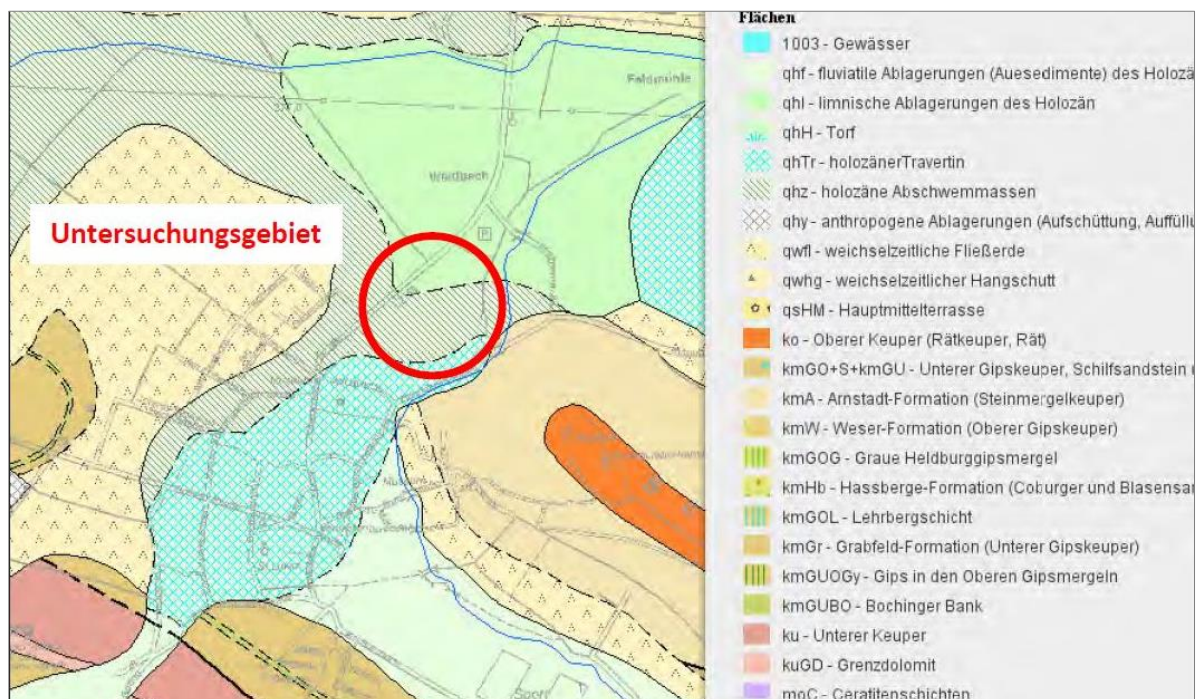 Feldmühle
Untersuchungsgebiet
P
Flächen
1003 - Gewässer
qhf - fluviatile Ablagerungen (Auesedimente) des Holozä
qhl - limnische Ablagerungen des Holozän
qhH - Torf
qhTr - holozänerTravertin
qhz - holozäne Abschwemmassen
qhy - anthropogene Ablagerungen (Aufschüttung, Auffüllu
qwfl - weichselzeitliche Fließerde
qwhg - weichselzeitlicher Hangschutt
qsHM - Hauptmittelterrasse
ko - Oberer Keuper (Rätkeuper, Rät)
kmGO+S+kmGU - Unterer Gipskeuper, Schilfsandstein
kmA - Arnstadt-Formation (Steinmergelkeuper)
kmW - Weser-Formation (Oberer Gipskeuper)
kmGOG - Graue Heldburggipsmergel
kmHb - Hassberge-Formation (Coburger und Blasensar
kmGOL - Lehrbergschicht
kmGr - Grabfeld-Formation (Unterer Gipskeuper)
kmGUOGy - Gips in den Oberen Gipsmergeln
kmGUBO - Bochinger Bank
ku - Unterer Keuper
kuGD - Grenzdolomit
moC - Ceratitenschichten